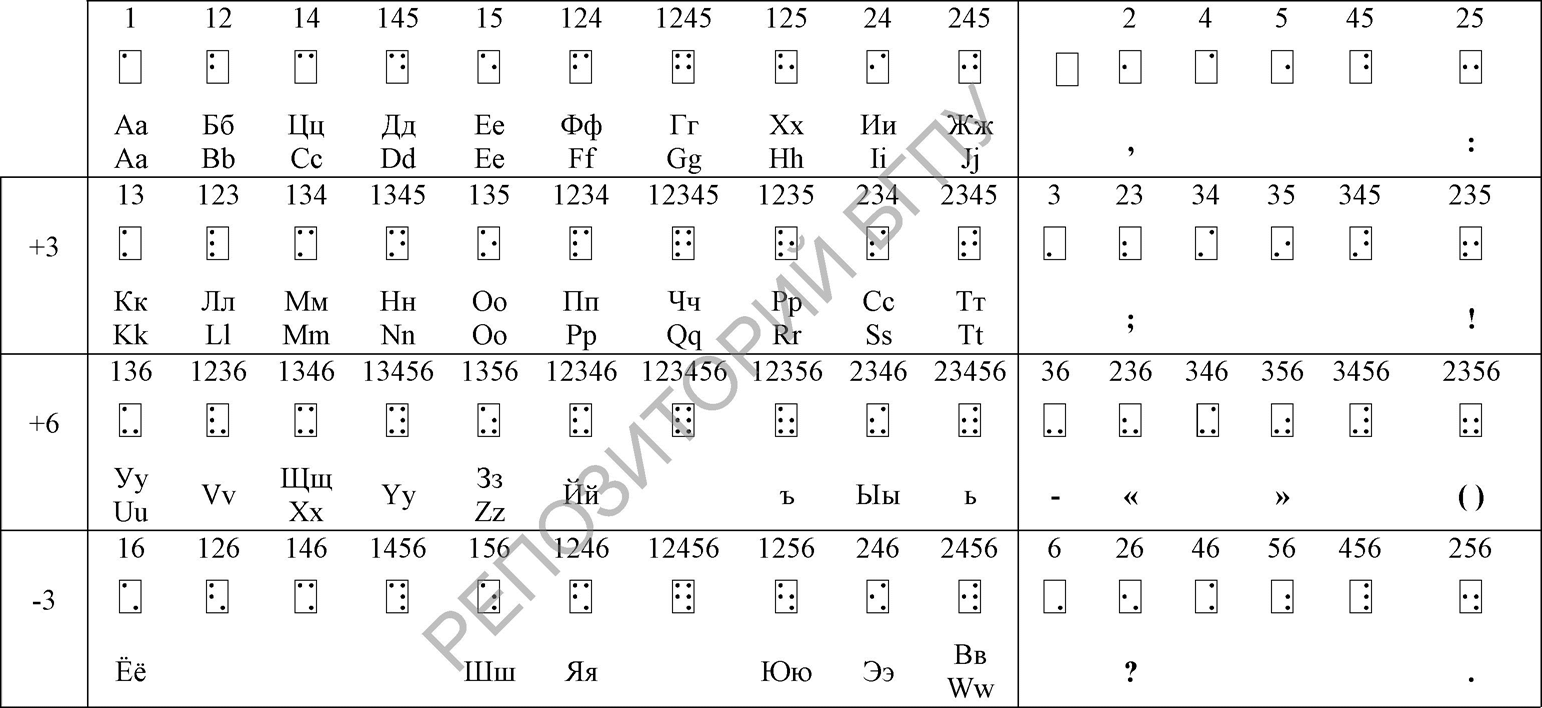 1 12 14 145 15 124 1245 125 24 245 2 4 5 45 25
Аа Бб Цц Дд Ее Фф Гг Хх Ии Жж , :
Aa Bb Cc Dd Ee Ff Gg Hh Ii Jj
+3 13 123 134 1345 135 1234 12345 1235 234 2345 3 23 34 35 345 235
Кк Лл Мм Нн Оо Пп Чч Рр Сс Тт ; !
Kk Ll Mm Nn Oo Pp Qq Rr Ss Tt
+6 136 1236 1346 13456 1356 12346 123456 12356 2346 23456 36 236 346 356 3456 2356
Уу Vv Щщ Yy Зз Йй ъ Ыы ь - « » ( )
Uu Xx Zz
-3 16 126 146 1456 156 1246 12456 1256 246 2456 6 26 46 56 456 256
Ёё Шш Яя Юю Ээ Вв ? .
Ww
РЕПОЗИТОРИЙ БГПУ